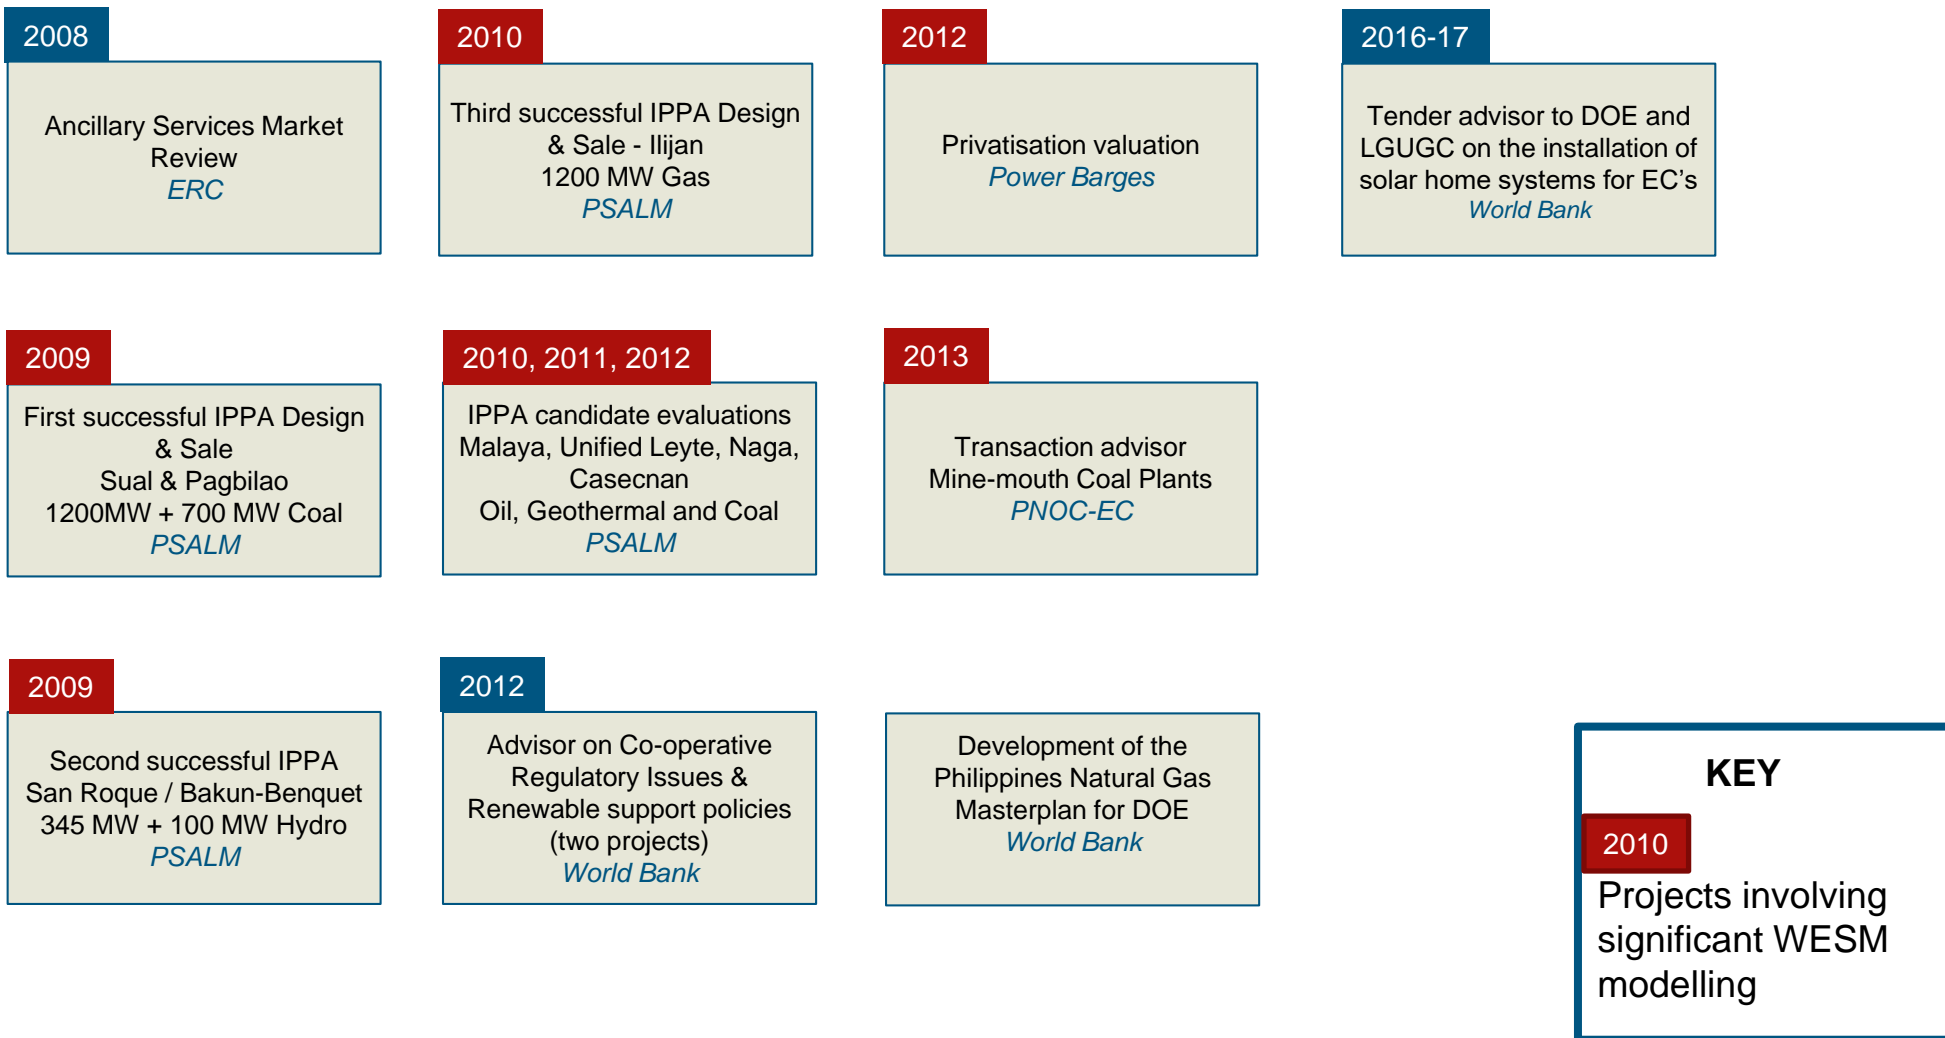 2008
Ancillary Services Market
Review
ERC
2009
First successful IPPA Design
& Sale
Sual & Pagbilao
1200MW + 700 MW Coal
PSALM
2009
Second successful IPPA
San Roque / Bakun-Benquet
345 MW + 100 MW Hydro
PSALM
2010
Third successful IPPA Design
& Sale - Ilijan
1200 MW Gas
PSALM
2010, 2011, 2012
IPPA candidate evaluations
Malaya, Unified Leyte, Naga,
Casecnan
Oil, Geothermal and Coal
PSALM
2012
Advisor on Co-operative
Regulatory Issues &
Renewable support policies
(two projects)
World Bank
2012
Privatisation valuation
Power Barges
2013
Transaction advisor
Mine-mouth Coal Plants
PNOC-EC
Development of the
Philippines Natural Gas
Masterplan for DOE
World Bank
2016-17
Tender advisor to DOE and
LGUGC on the installation of
solar home systems for EC’s
World Bank
KEY
2010
Projects involving
significant WESM
modelling